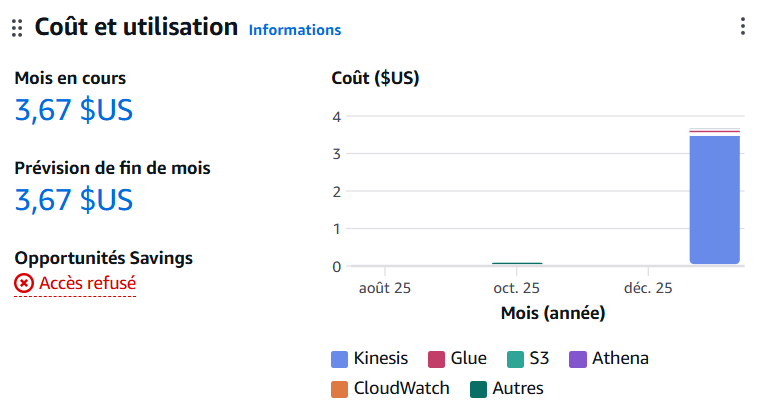 Coût et utilisation Informations
Mois en cours
3,67 $US
Prévision de fin de mois
3,67 $US
Opportunités Savings
Accès refusé
Coût ($US)
4
3
2
1
0
août 25 oct. 25 déc. 25
Mois (année)
Kinesis Glue S3 Athena
CloudWatch Autres